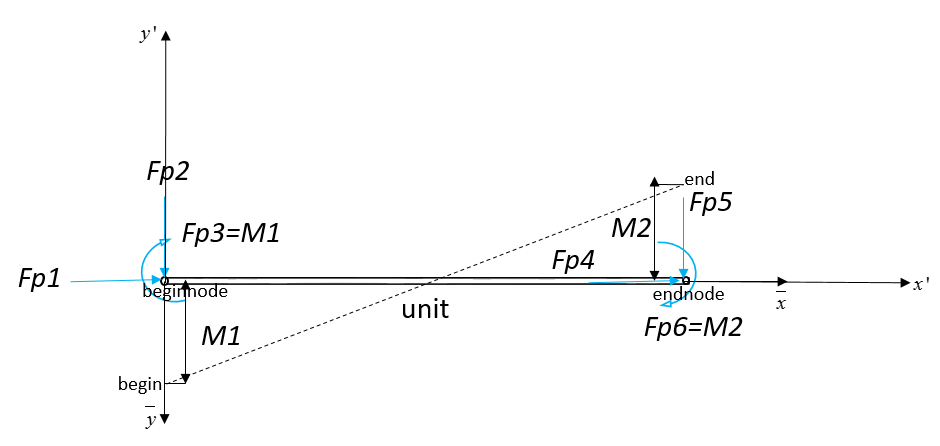 y'
Fp2
end
Fp5
Fp3=M1
M2
Fp4
Fp1
beginnode
endnode
x̅
x'
unit
Fp6=M2
M1
begin
y̅